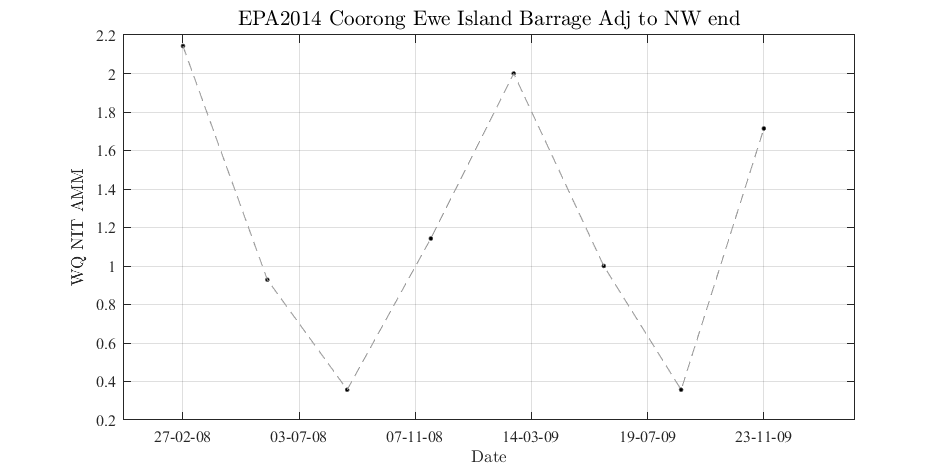 EPA2014 Coorong Ewe Island Barrage Adj to NW end
2.2
2
1.8
1.6
1.4
1.2
1
0.8
0.6
0.4
0.2
WQ NIT AMM
27-02-08 03-07-08 07-11-08 14-03-09 19-07-09 23-11-09
Date